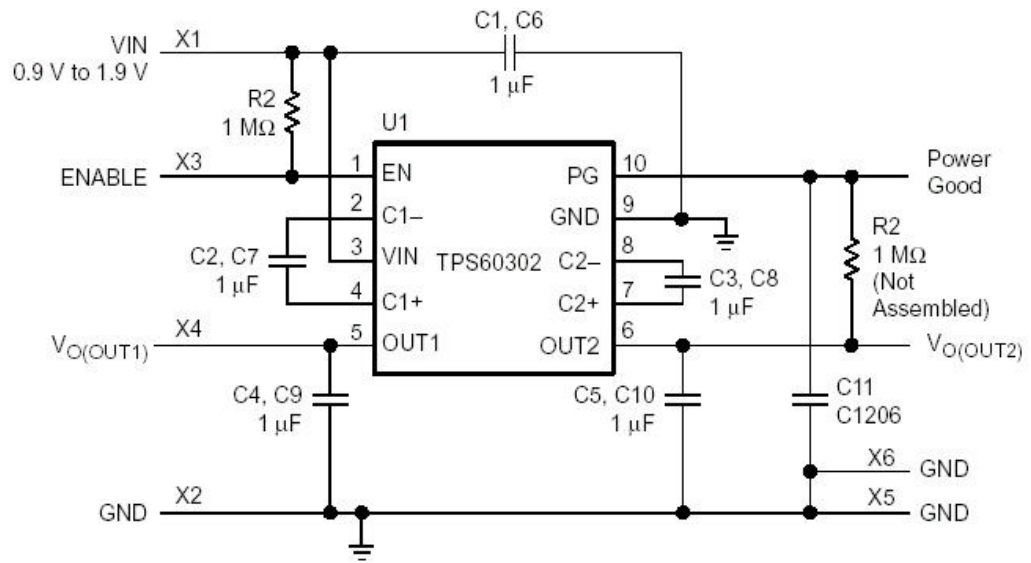 C1, C6
VIN
X1
0.9 V to 1.9 V
1 μF
R2
1 MΩ
U1
ENABLE
X3
1
EN
PG
10
Power
Good
2
C1–
GND
9
R2
1 MΩ
(Not
Assembled)
C2, C7
1 μF
3
VIN
TPS60302
C2–
8
C3, C8
1 μF
4
C1+
C2+
7
VO(OUT1)
X4
5
OUT1
OUT2
6
VO(OUT2)
C4, C9
1 μF
C5, C10
1 μF
C11
C1206
X6
GND
GND
X2
X5
GND